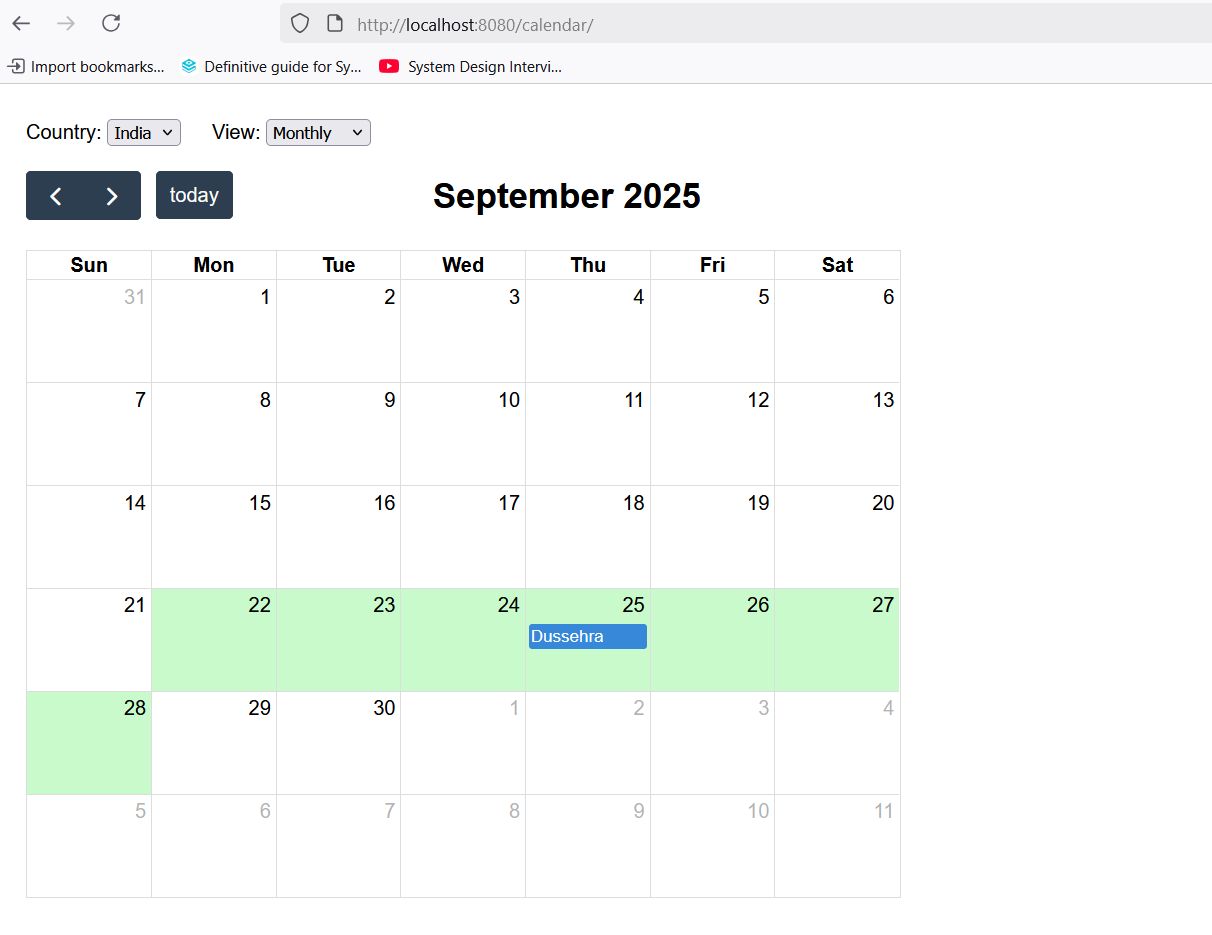 http://localhost:8080/calendar/
Import bookmarks... Definitive guide for Sy... System Design Intervi...
Country: India View: Monthly
today September 2025
Sun Mon Tue Wed Thu Fri Sat
31 1 2 3 4 5 6
7 8 9 10 11 12 13
14 15 16 17 18 19 20
21 22 23 24 25 26 27
Dussehra
28 29 30 1 2 3 4
5 6 7 8 9 10 11